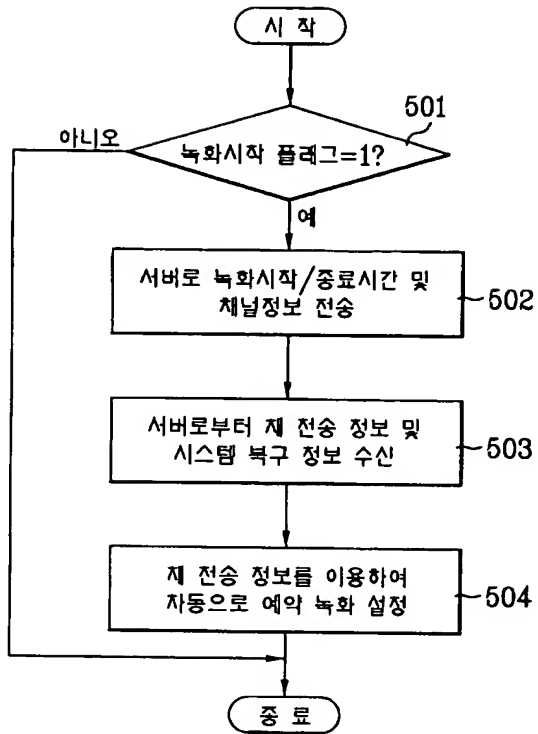 시 작
501
아니오
녹화시작 플래그=1?
예
서버로 녹화시작/종료시간 및
채널정보 전송
502
서버로부터 재 전송 정보 및
시스템 복구 정보 수신
503
재 전송 정보를 이용하여
자동으로 예약 녹화 설정
504
종 료